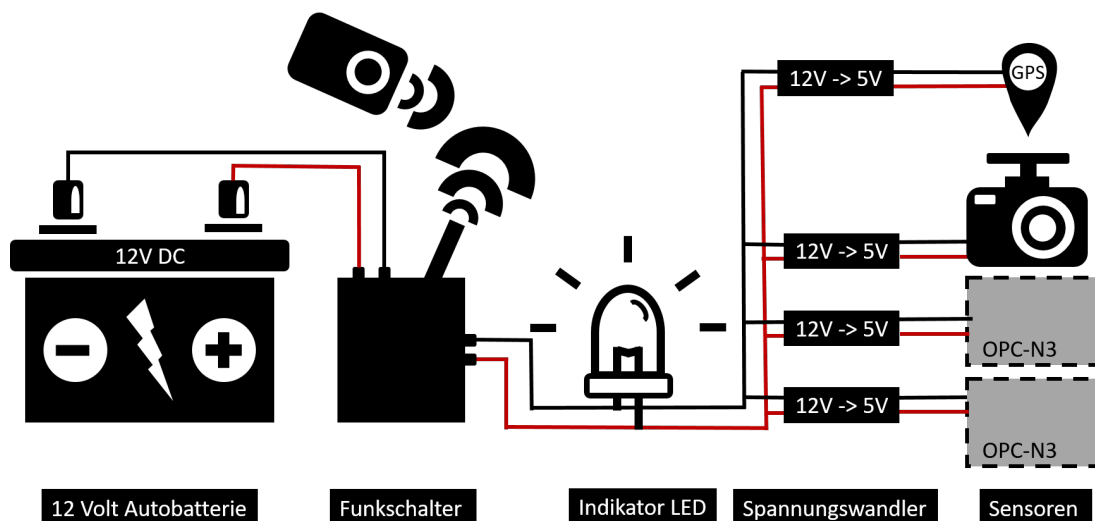 GPS
12V -> 5V
12V DC
12V -> 5V
12V -> 5V
OPC-N3
12V -> 5V
OPC-N3
12 Volt Autobatterie
Funkschalter
Indikator LED
Spannungswandler
Sensoren